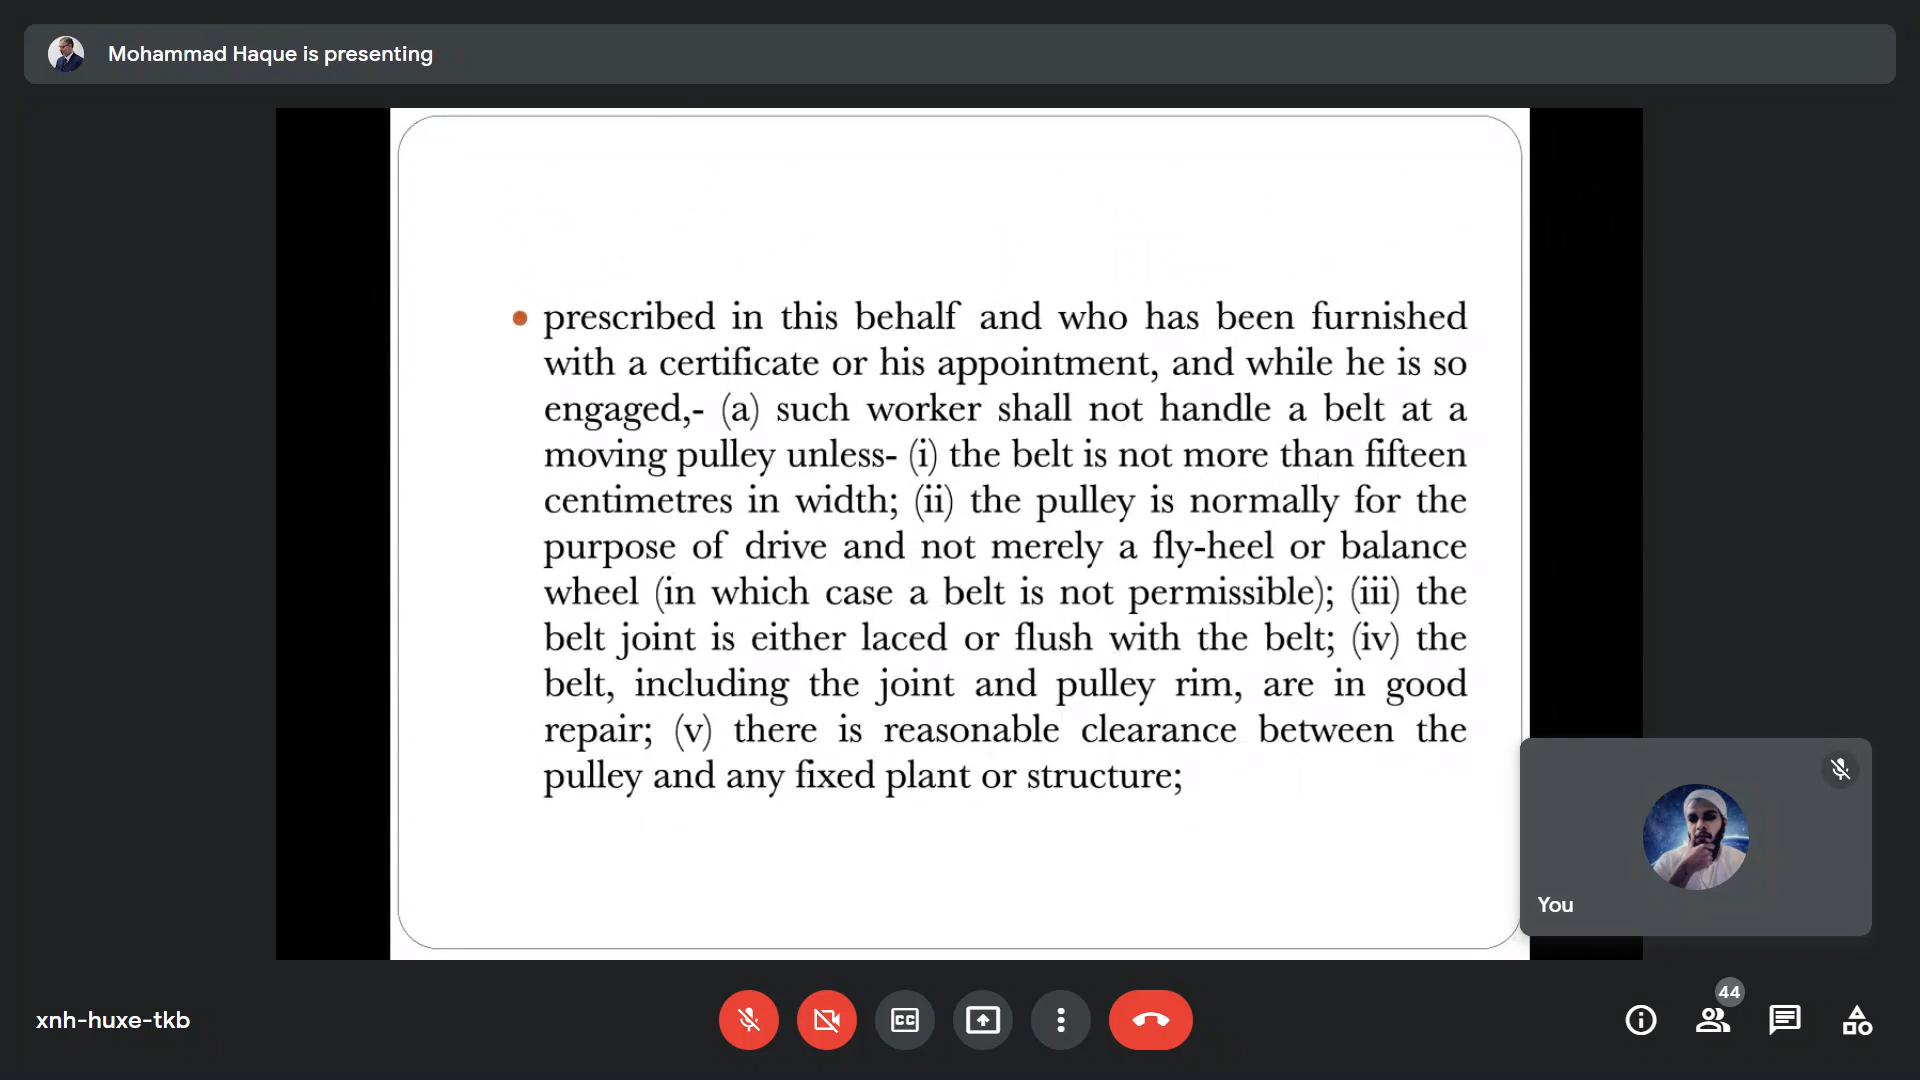 Mohammad Haque is presenting
prescribed in this behalf and who has been furnished
with a certificate or his appointment, and while he is so
engaged,- (a) such worker shall not handle a belt at a
moving pulley unless- (i) the belt is not more than fifteen
centimetres in width; (ii) the pulley is normally for the
purpose of drive and not merely a fly-heel or balance
wheel (in which case a belt is not permissible); (iii) the
belt joint is either laced or flush with the belt; (iv) the
belt, including the joint and pulley rim, are in good
repair; (v) there is reasonable clearance between the
pulley and any fixed plant or structure;
You
xnh-huxe-tkb
CC
44